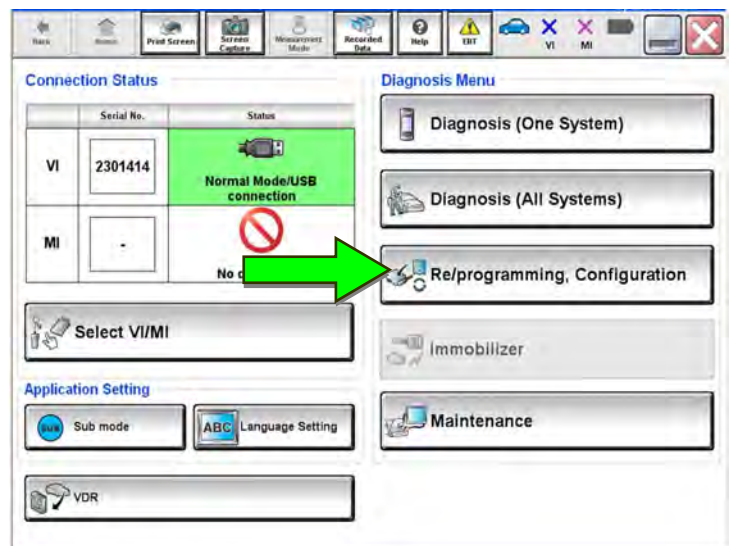 Back
Home
Print Screen
Screen
Capture
Measurement
Mode
Recorded
Data
Help
ERT
VI
MI
Connection Status
Serial No.
Status
VI
2301414
Normal Mode/USB
connection
MI
-
No
Select VI/MI
Application Setting
SUB
Sub mode
ABC
Language Setting
VDR
Diagnosis Menu
Diagnosis (One System)
Diagnosis (All Systems)
Re/programming, Configuration
Immobilizer
Maintenance